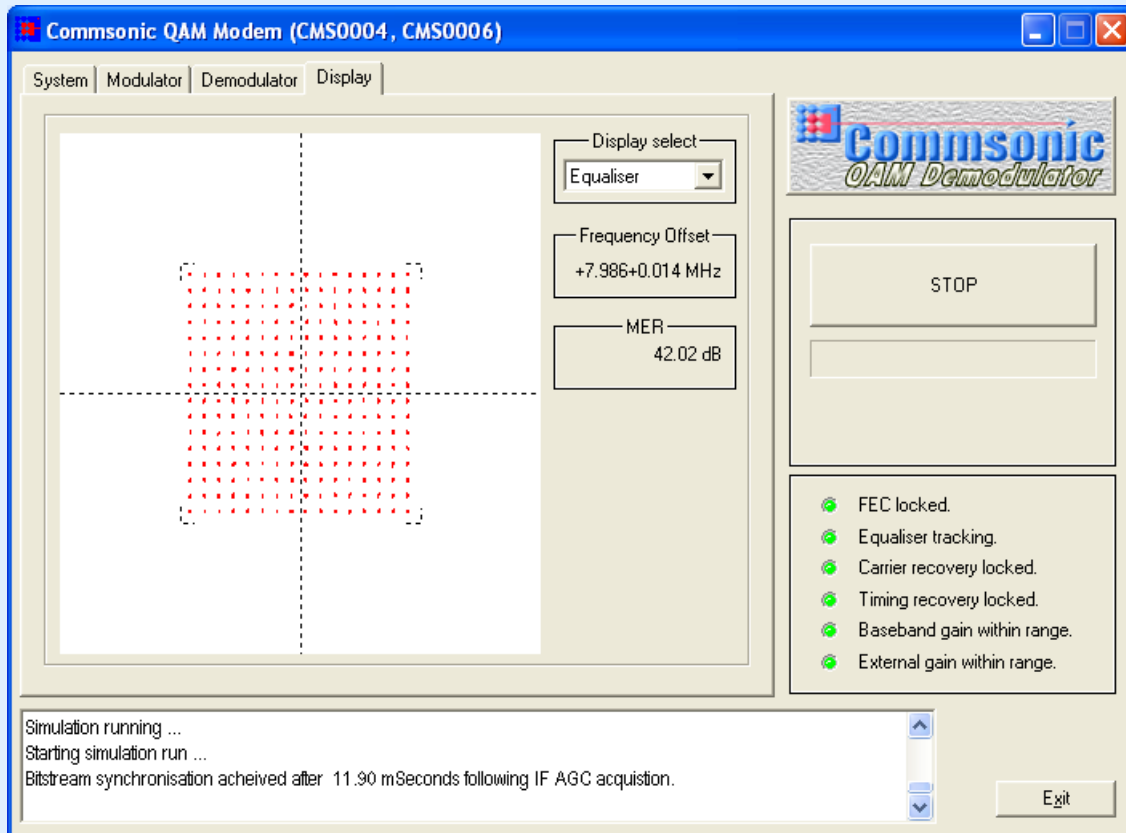 Commsonic QAM Modem (CMS0004, CMS0006)
System Modulator Demodulator Display
Display select
Equaliser
Frequency Offset
+7.986+0.014 MHz
MER
42.02 dB
Commsonic
QAM Demodulator
STOP
FEC locked.
Equaliser tracking.
Carrier recovery locked.
Timing recovery locked.
Baseband gain within range.
External gain within range.
Simulation running ...
Starting simulation run ...
Bitstream synchronisation acheived after 11.90 mSeconds following IF AGC acquistion.
Exit